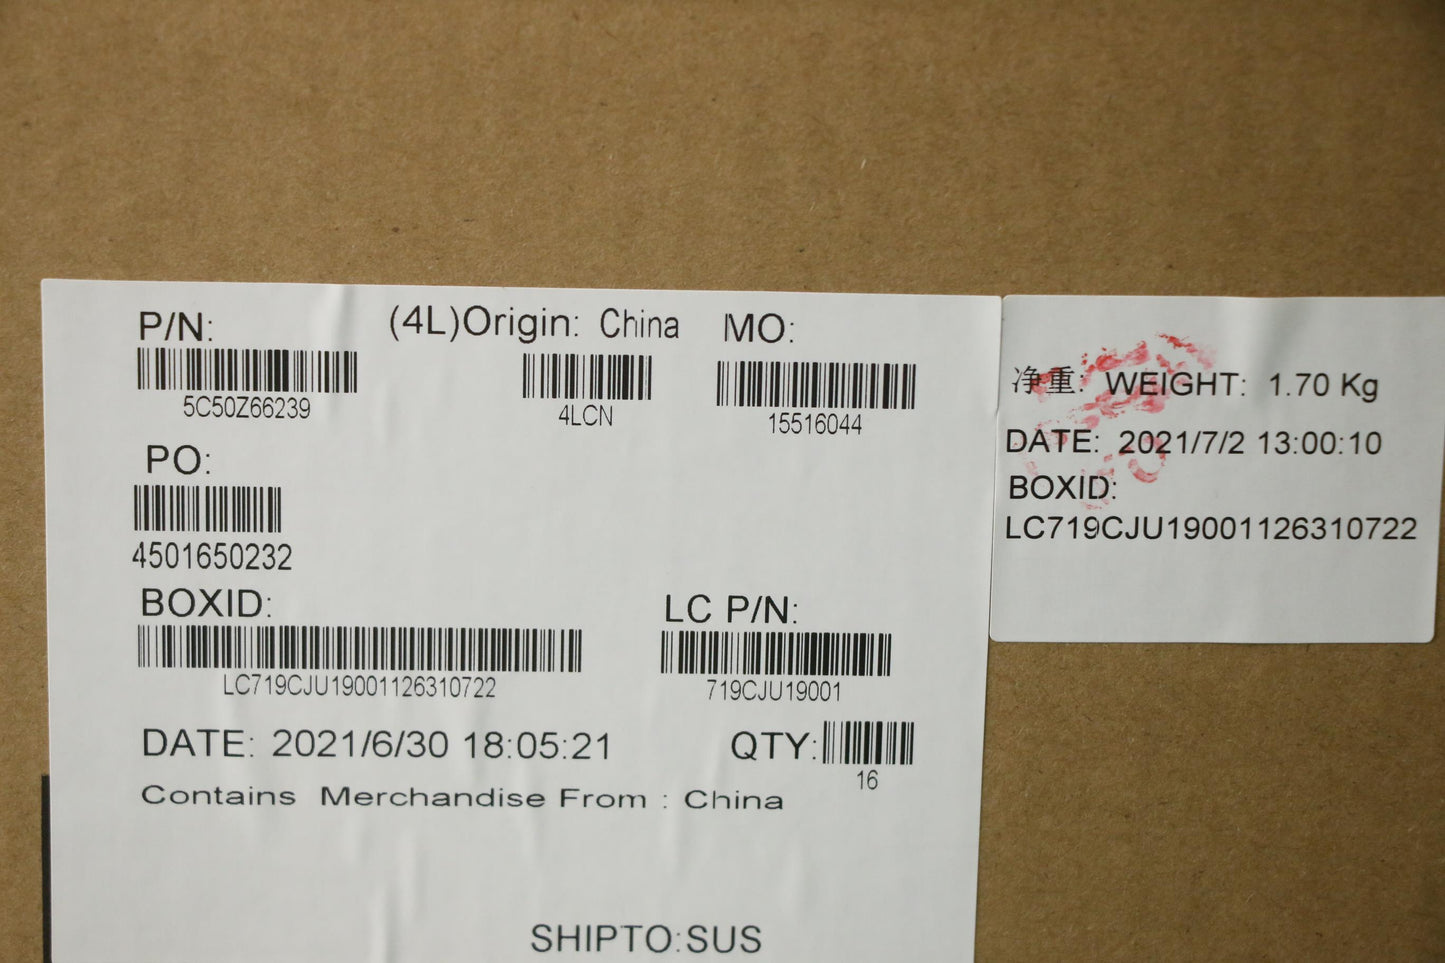 P/N: (4L)Origin: China MO:
5C50Z66239 4LCN 15516044
PO:
4501650232
BOXID: LC P/N:
LC719CJU19001126310722 719CJU19001
DATE: 2021/6/30 18:05:21 QTY:
16
Contains Merchandise From : China
SHIPTO:SUS
净重: WEIGHT: 1.70 Kg
DATE: 2021/7/2 13:00:10
BOXID:
LC719CJU19001126310722